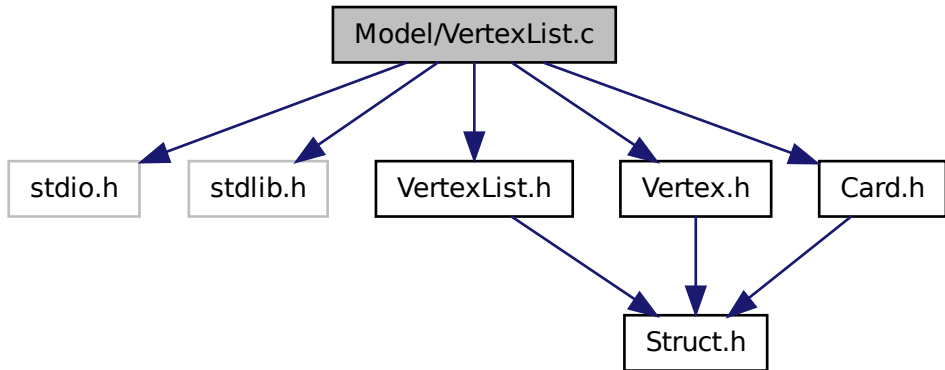 Model/VertexList.c
stdio.h
stdlib.h
VertexList.h
Vertex.h
Card.h
Struct.h